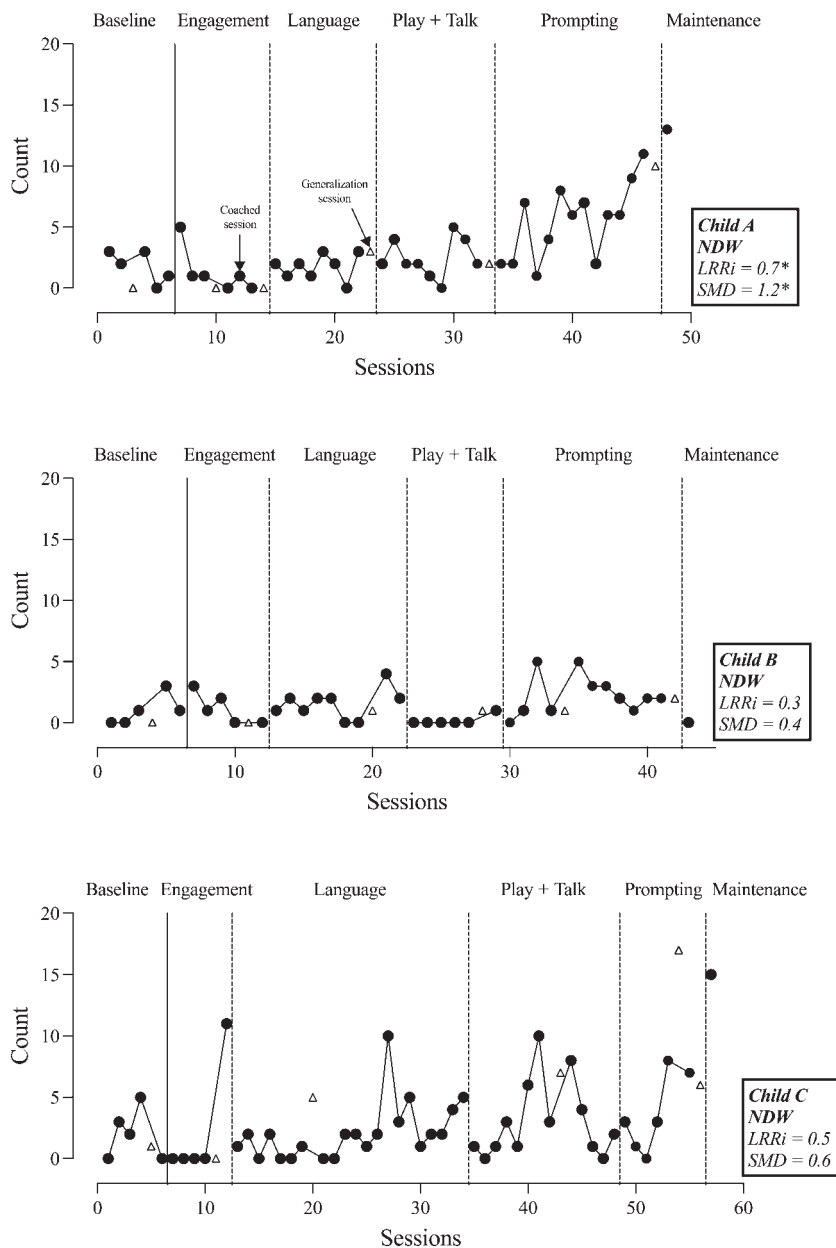 Baseline Engagement Language Play + Talk Prompting Maintenance
20
15
10
5
0
Count
Coached
session
Generalization
session
Child A
NDW
LRRi = 0.7*
SMD = 1.2*
0 10 20 30 40 50
Sessions
Baseline Engagement Language Play + Talk Prompting Maintenance
20
15
10
5
0
Count
Child B
NDW
LRRi = 0.3
SMD = 0.4
0 10 20 30 40
Sessions
Baseline Engagement Language Play + Talk Prompting Maintenance
20
15
10
5
0
Count
Child C
NDW
LRRi = 0.5
SMD = 0.6
0 10 20 30 40 50 60
Sessions